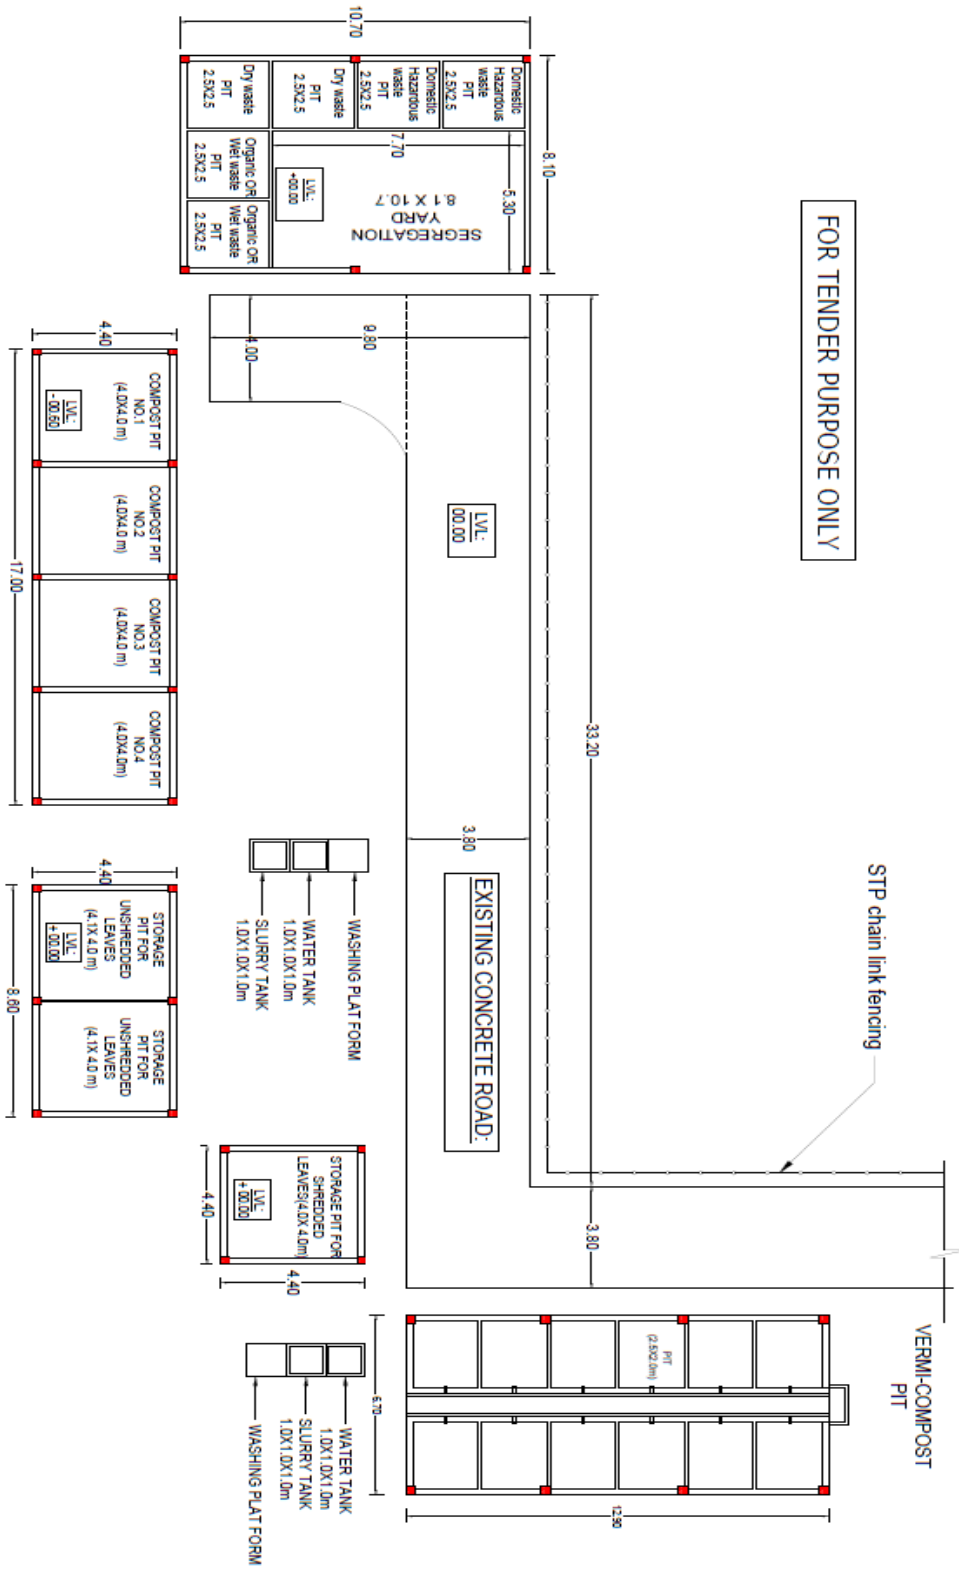 FOR TENDER PURPOSE ONLY
10.70
8.10
Domestic
Hazardous
waste
PIT
2.5X2.5
Domestic
Hazardous
waste
PIT
2.5X2.5
Dry waste
PIT
2.5X2.5
Dry waste
PIT
2.5X2.5
Organic OR
Wet waste
PIT
2.5X2.5
Organic OR
Wet waste
PIT
2.5X2.5
7.70
5.30
SEGREGATION
YARD
8.1 X 10.7
LVL:
+00.00
9.80
4.00
33.20
LVL:
00.00
3.80
EXISTING CONCRETE ROAD:
STP chain link fencing
3.80
4.40
COMPOST PIT
NO.1
(4.0X4.0 m)
LVL:
- 00.60
COMPOST PIT
NO.2
(4.0X4.0 m)
COMPOST PIT
NO.3
(4.0X4.0 m)
COMPOST PIT
NO.4
(4.0X4.0m)
17.00
WASHING PLAT FORM
WATER TANK
1.0X1.0X1.0m
SLURRY TANK
1.0X1.0X1.0m
4.40
STORAGE
PIT FOR
UNSHREDDED
LEAVES
(4.1X 4.0 m)
LVL:
+ 00.00
STORAGE
PIT FOR
UNSHREDDED
LEAVES
(4.1X 4.0 m)
8.60
STORAGE PIT FOR
SHREDDED
LEAVES(4.0X 4.0m)
LVL:
+ 00.00
4.40
4.40
VERMI-COMPOST
PIT
PIT
(2.5X2.0m)
6.70
12.90
WATER TANK
1.0X1.0X1.0m
SLURRY TANK
1.0X1.0X1.0m
WASHING PLAT FORM